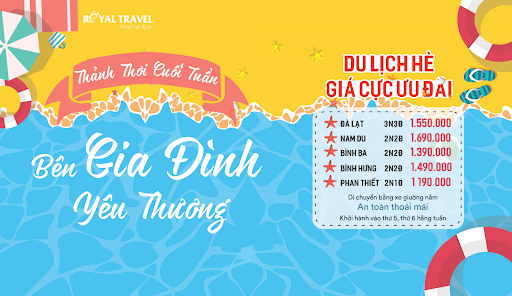 ROYAL TRAVEL
Thảnh Thơi Cuối Tuần
Bên Gia Đình
Yêu Thương
DU LỊCH HÈ
GIÁ CỰC ƯU ĐÃI
ĐÀ LẠT 3N3Đ 1.550.000
NAM DU 2N2Đ 1.690.000
BÌNH BA 2N2Đ 1.390.000
BÌNH HƯNG 2N2Đ 1.490.000
PHAN THIẾT 2N1Đ 1 190 000
Di chuyển bằng xe giường nằm
An toàn thoải mái
Khởi hành vào thứ 5, thứ 6 hằng tuần